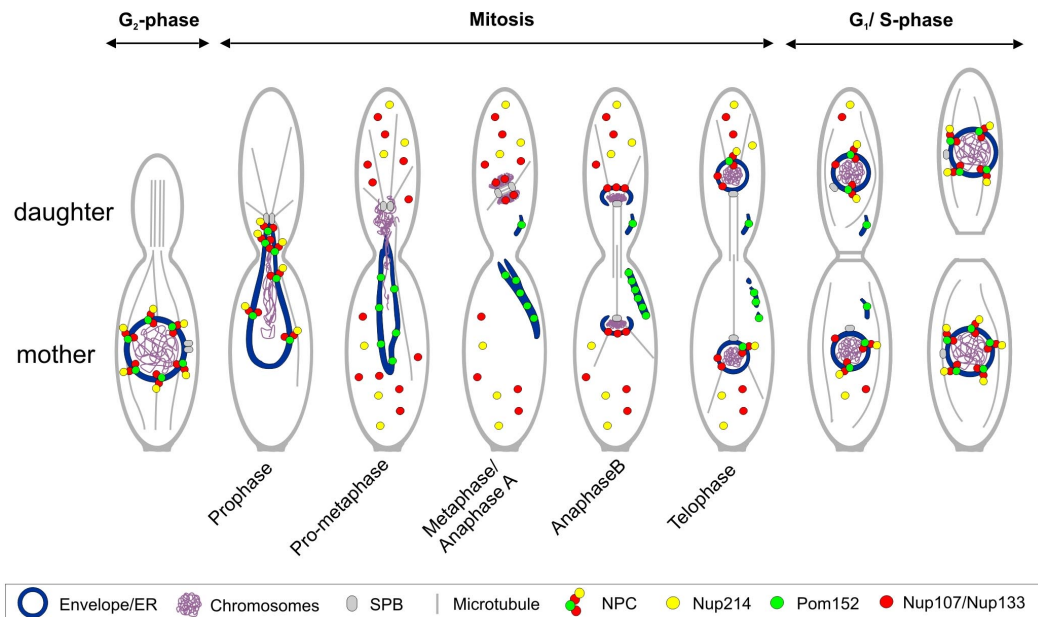 G₂-phase
Mitosis
G₁/ S-phase
daughter
mother
Prophase
Pro-metaphase
Metaphase/
Anaphase A
AnaphaseB
Telophase
Envelope/ER
Chromosomes
SPB
Microtubule
NPC
Nup214
Pom152
Nup107/Nup133